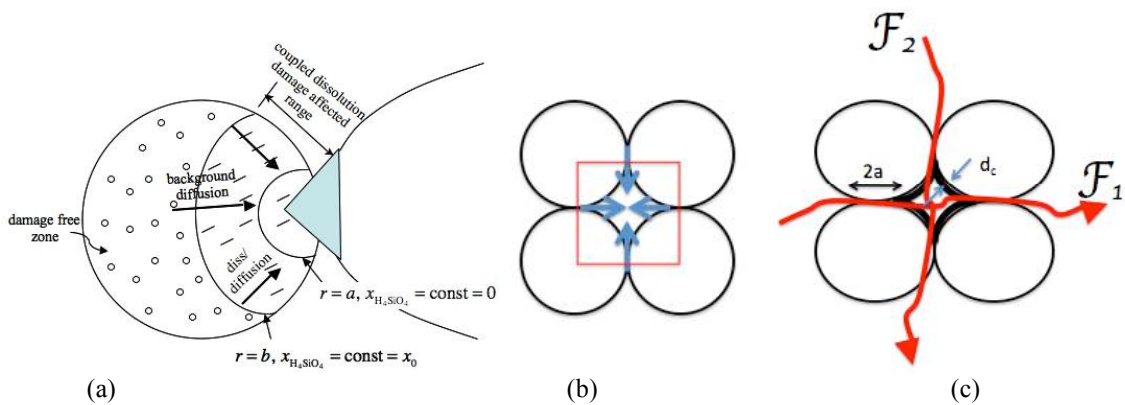 coupled dissolution
damage affected
range
background
diffusion
damage free
zone
diss/
diffusion
r = a, x_H₄SiO₄ = const = 0
r = b, x_H₄SiO₄ = const = x₀
(a)
(b)
ℱ₂
2a
d_c
ℱ₁
(c)